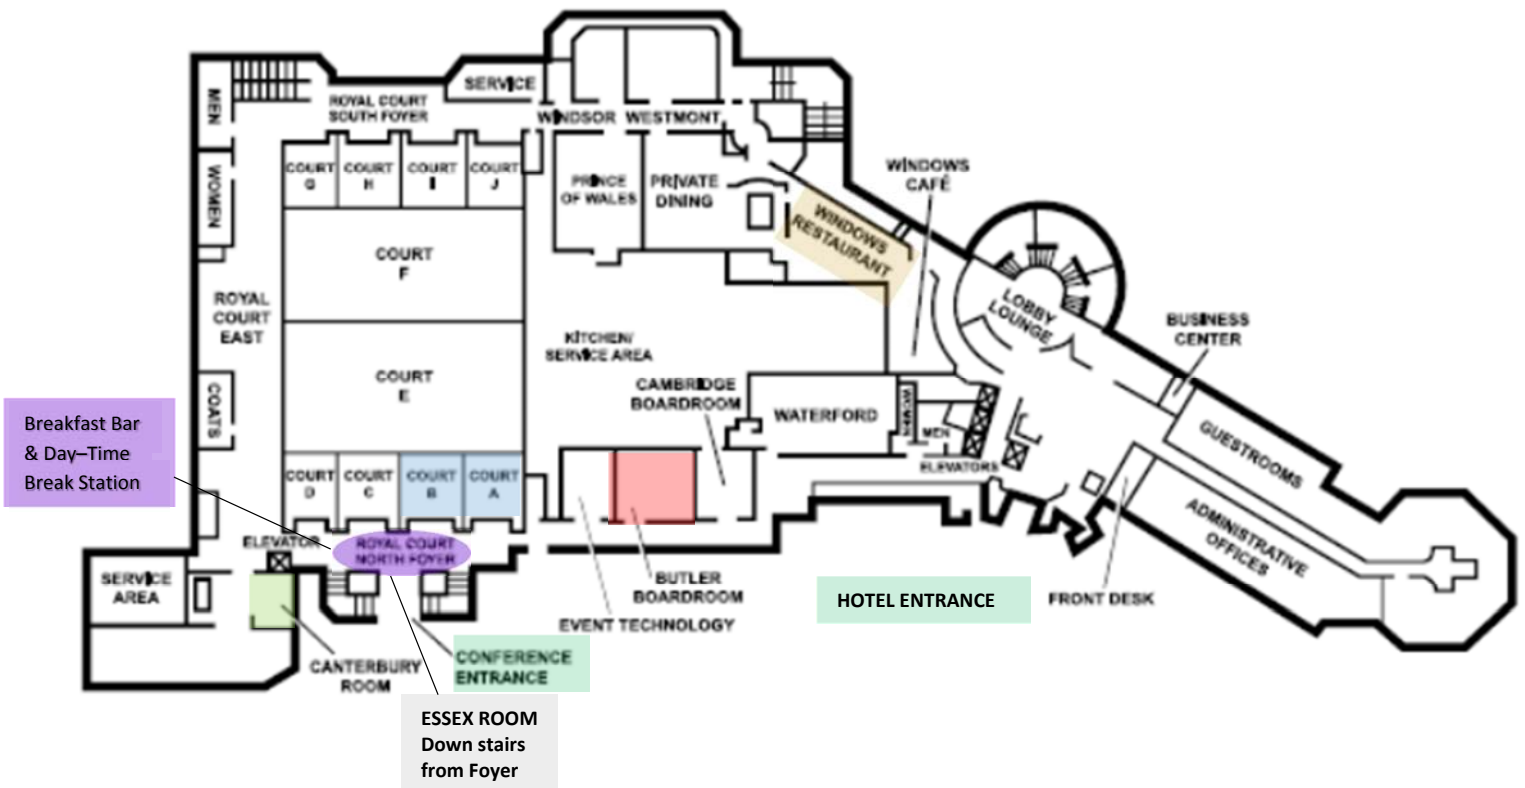 SERVICE
ROYAL COURT
SOUTH FOYER
WINDSOR
WESTMONT
MEN
WOMEN
COURT
G
COURT
H
COURT
I
COURT
J
PRINCE
OF WALES
PRIVATE
DINING
WINDOWS
CAFÉ
WINDOWS
RESTAURANT
COURT
F
ROYAL
COURT
EAST
LOBBY
LOUNGE
BUSINESS
CENTER
KITCHEN/
SERVICE AREA
COURT
E
CAMBRIDGE
BOARDROOM
COATS
WATERFORD
WOMEN
MEN
ELEVATORS
GUESTROOMS
Breakfast Bar
& Day–Time
Break Station
COURT
D
COURT
C
COURT
B
COURT
A
ADMINISTRATIVE
OFFICES
ELEVATOR
ROYAL COURT
NORTH FOYER
SERVICE
AREA
BUTLER
BOARDROOM
EVENT TECHNOLOGY
HOTEL ENTRANCE
FRONT DESK
CANTERBURY
ROOM
CONFERENCE
ENTRANCE
ESSEX ROOM
Down stairs
from Foyer